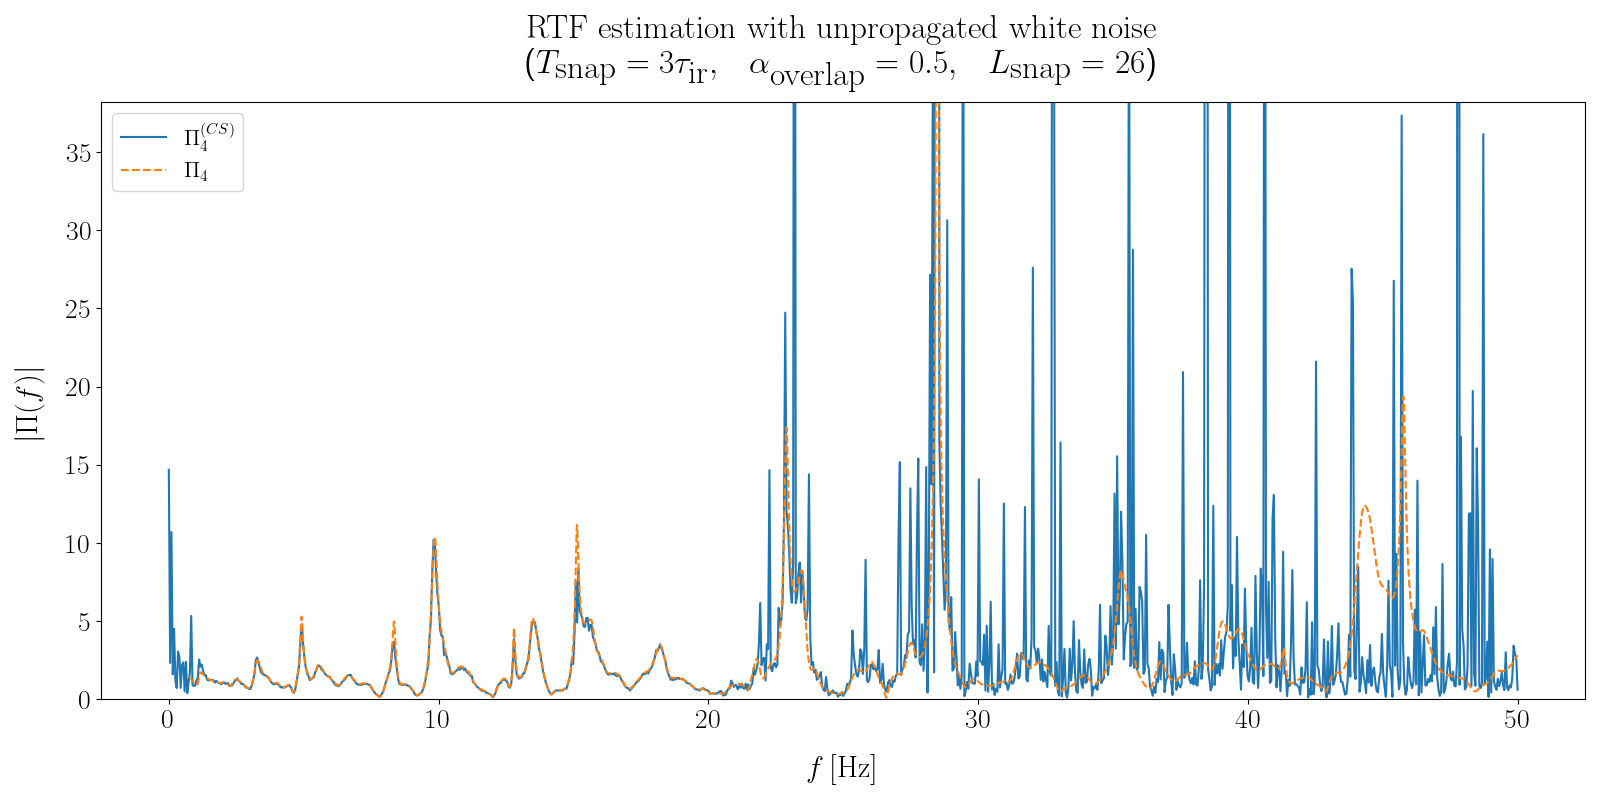 RTF estimation with unpropagated white noise
(T_snap = 3τ_ir, α_overlap = 0.5, L_snap = 26)
Π_4^(CS)
Π_4
|Π(f)|
35
30
25
20
15
10
5
0
0 10 20 30 40 50
f [Hz]